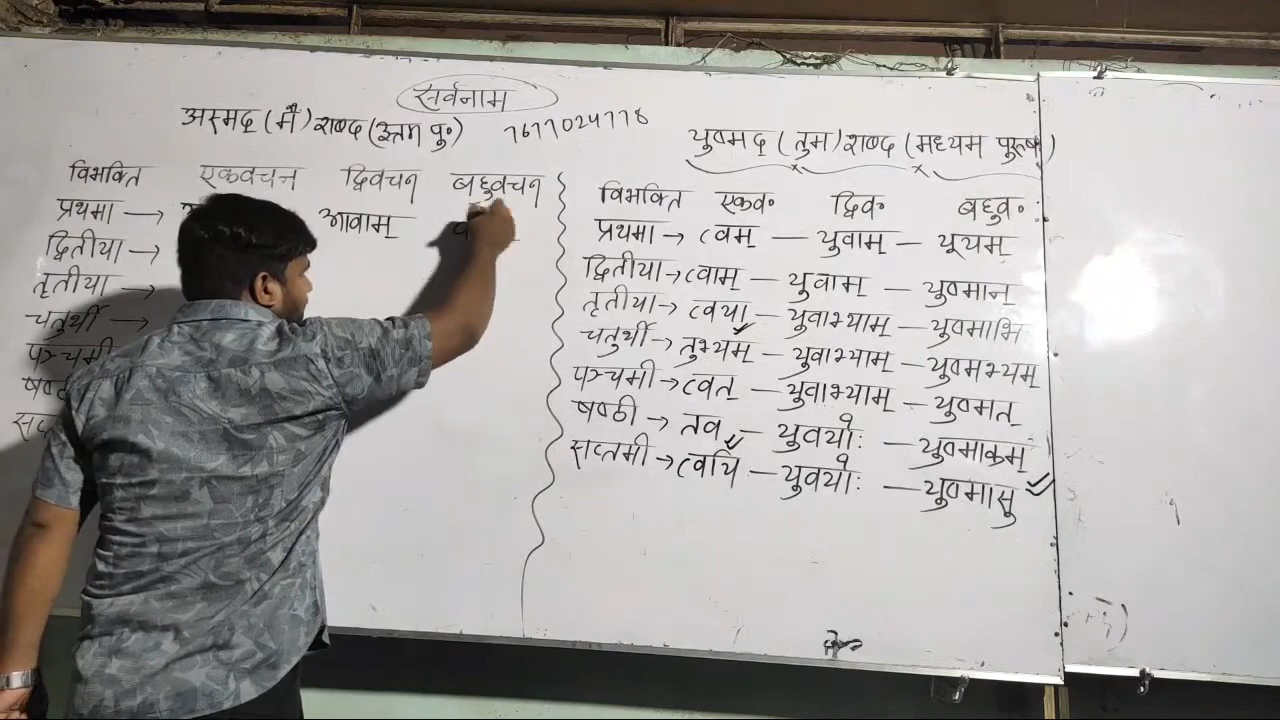 सर्वनाम
अस्मद् (मैं) शब्द (उत्तम पु०) 7677024778
विभक्ति एकवचन द्विवचन बहुवचन
प्रथमा → आवाम्
द्वितीया →
तृतीया →
चतुर्थी →
पञ्चमी
युष्मद् (तुम) शब्द (मध्यम पुरूष)
विभक्ति एकव० द्विव० बहुव०
प्रथमा → त्वम् — युवाम् — यूयम्
द्वितीया → त्वाम् — युवाम् — युष्मान्
तृतीया → त्वया — युवाभ्याम् — युष्माभि
चतुर्थी → तुभ्यम् — युवाभ्याम् — युष्मभ्यम्
पञ्चमी → त्वत् — युवाभ्याम् — युष्मत्
षष्ठी → तव — युवयोः — युष्माकम्
सप्तमी → त्वयि — युवयोः — युष्मासु